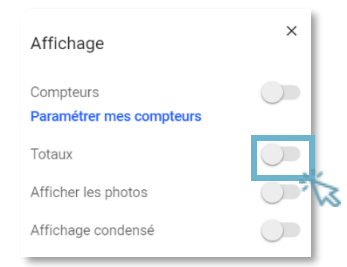 Affichage
Compteurs
Paramétrer mes compteurs
Totaux
Afficher les photos
Affichage condensé